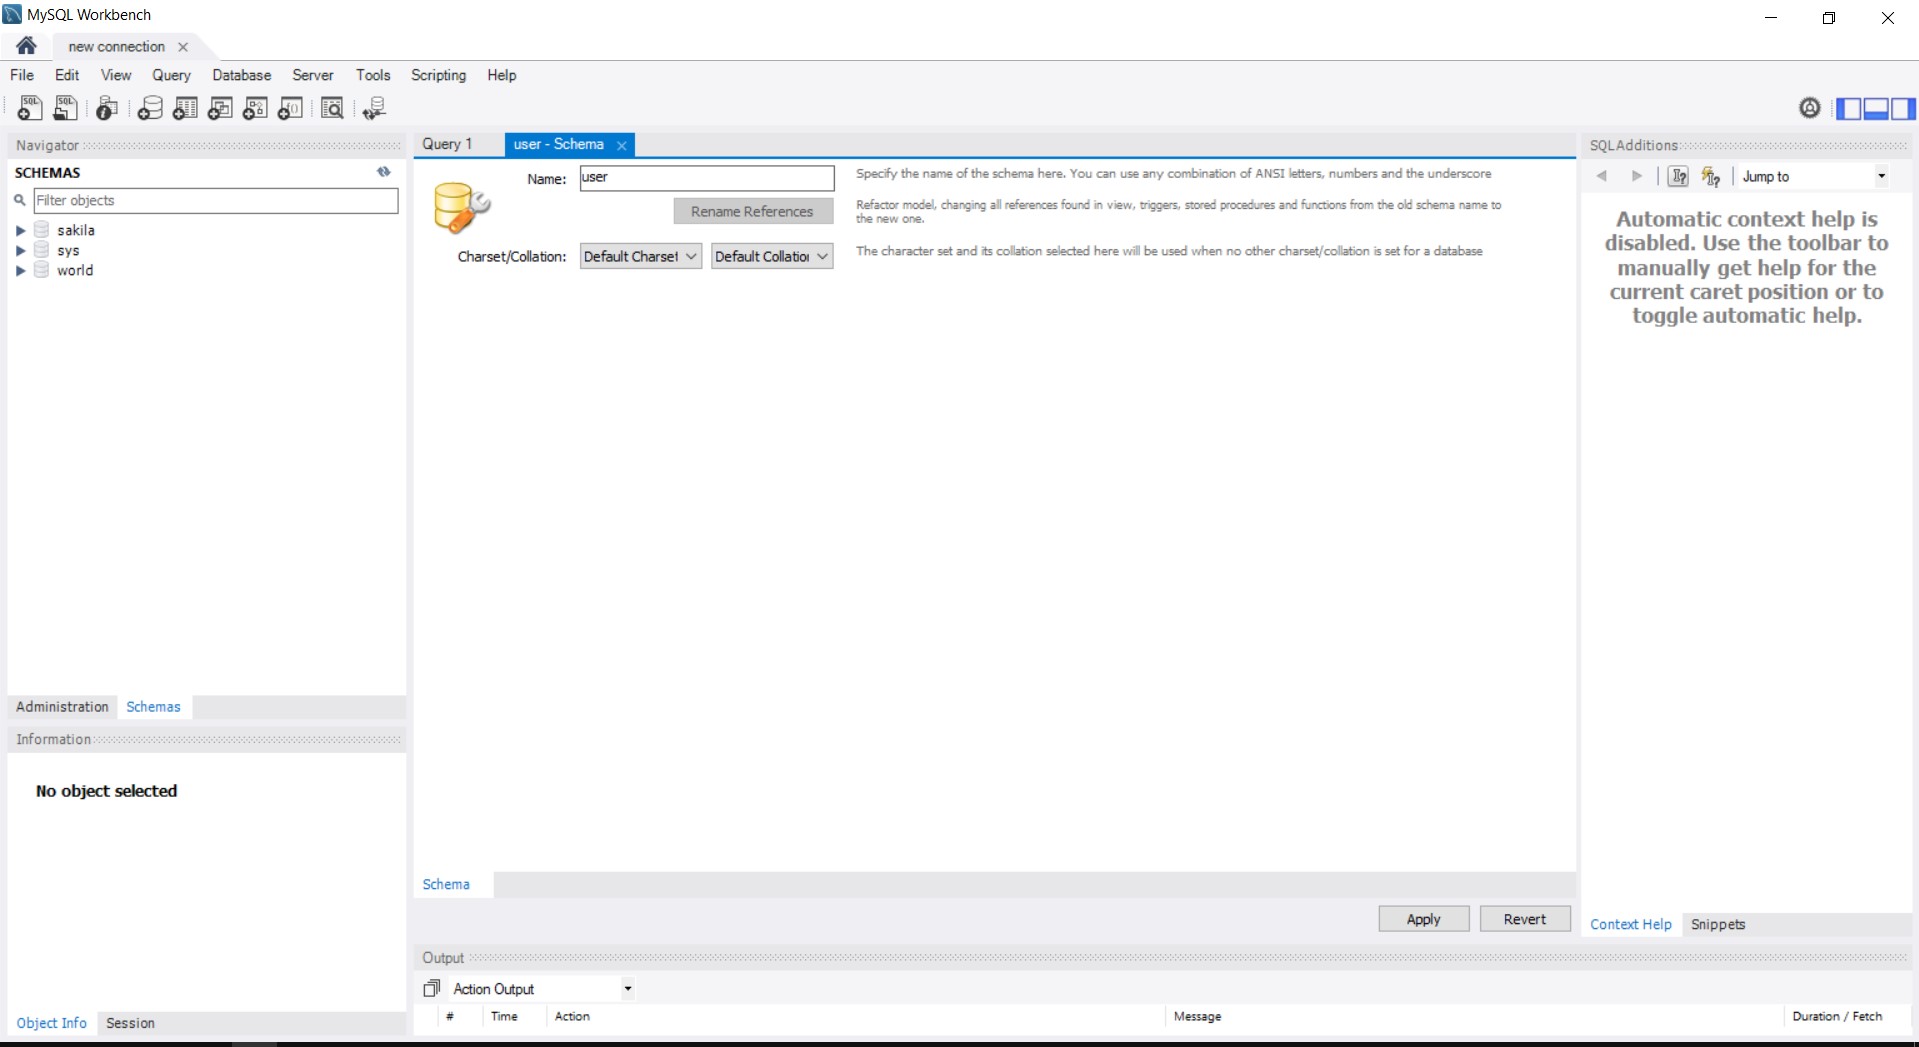 MySQL Workbench
new connection
File Edit View Query Database Server Tools Scripting Help
Navigator
SCHEMAS
Filter objects
sakila
sys
world
Administration Schemas
Information
No object selected
Object Info Session
Query 1 user - Schema
Name: user
Specify the name of the schema here. You can use any combination of ANSI letters, numbers and the underscore
Rename References
Refactor model, changing all references found in view, triggers, stored procedures and functions from the old schema name to
the new one.
Charset/Collation: Default Charset Default Collation
The character set and its collation selected here will be used when no other charset/collation is set for a database
Schema
Apply Revert
SQLAdditions
Jump to
Automatic context help is
disabled. Use the toolbar to
manually get help for the
current caret position or to
toggle automatic help.
Context Help Snippets
Output
Action Output
# Time Action Message Duration / Fetch